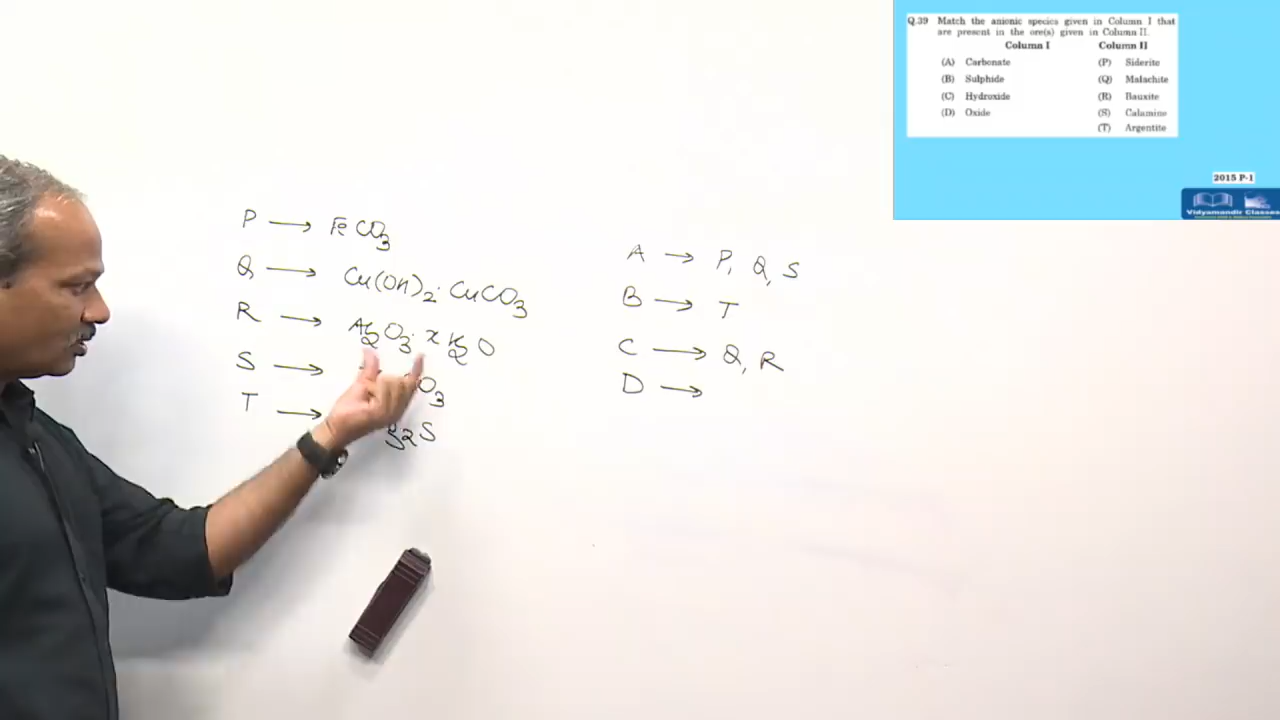 Q.39 Match the anionic species given in Column I that
are present in the ore(s) given in Column II.
Column I Column II
(A) Carbonate (P) Siderite
(B) Sulphide (Q) Malachite
(C) Hydroxide (R) Bauxite
(D) Oxide (S) Calamine
(T) Argentite
2015 P-1
Vidyamandir Classes
P → FeCO3
Q → Cu(OH)2·CuCO3
R → Al2O3·xH2O
S → O3
T → g2S
A → P, Q, S
B → T
C → Q, R
D →